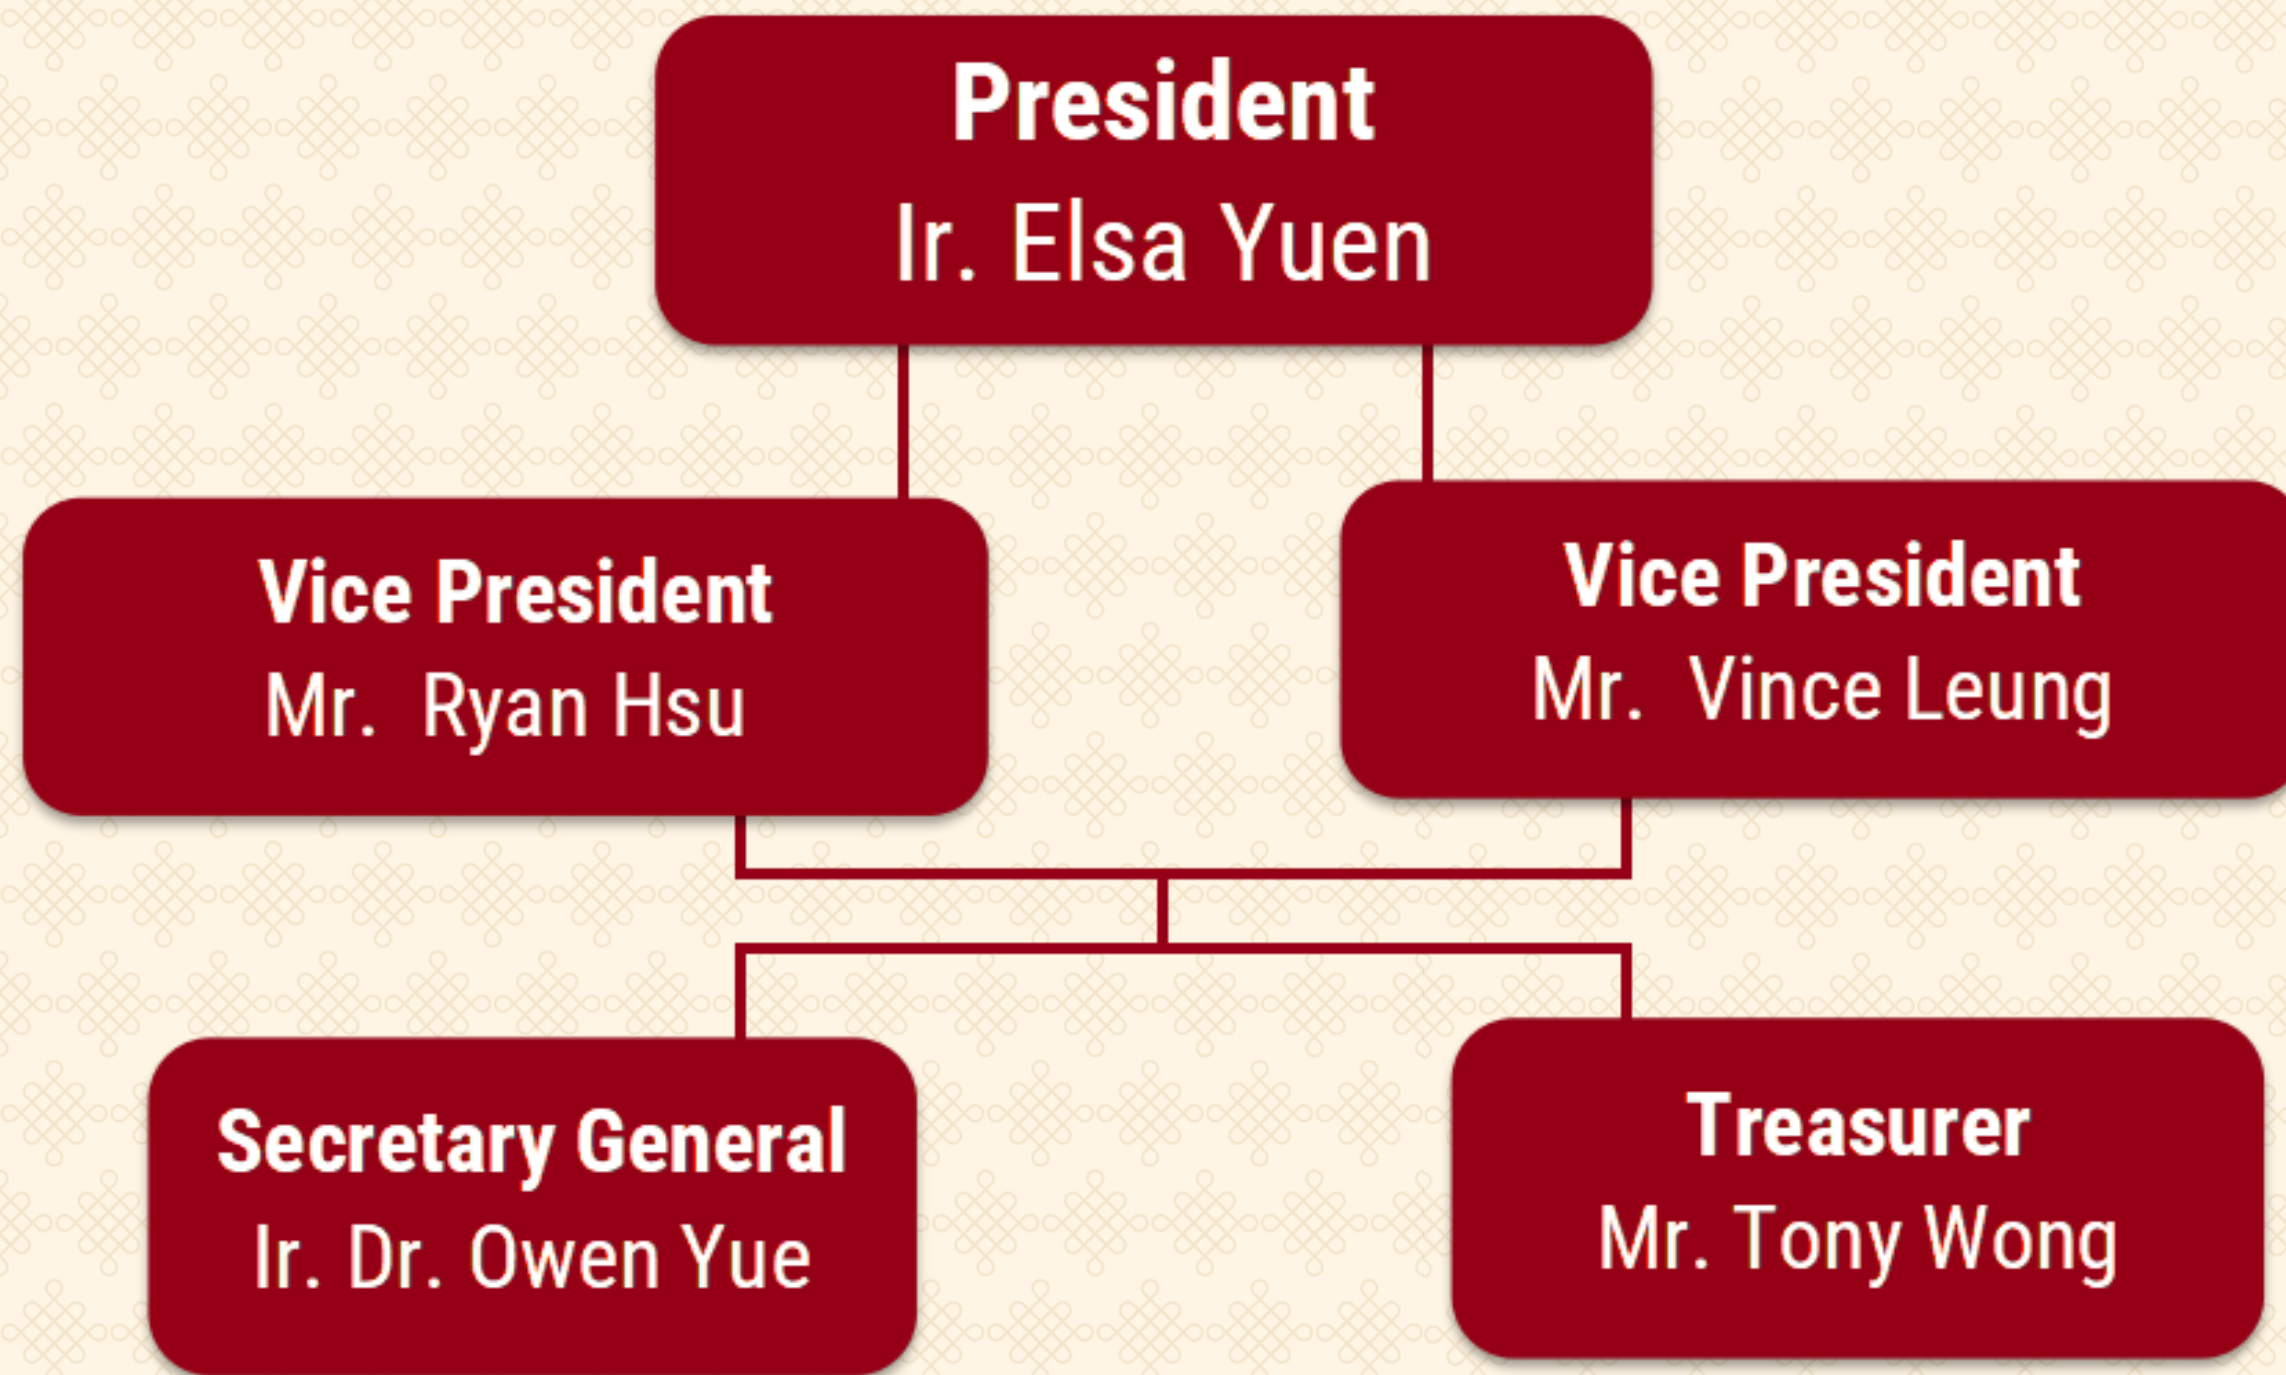 President
Ir. Elsa Yuen
Vice President
Mr. Ryan Hsu
Vice President
Mr. Vince Leung
Secretary General
Ir. Dr. Owen Yue
Treasurer
Mr. Tony Wong